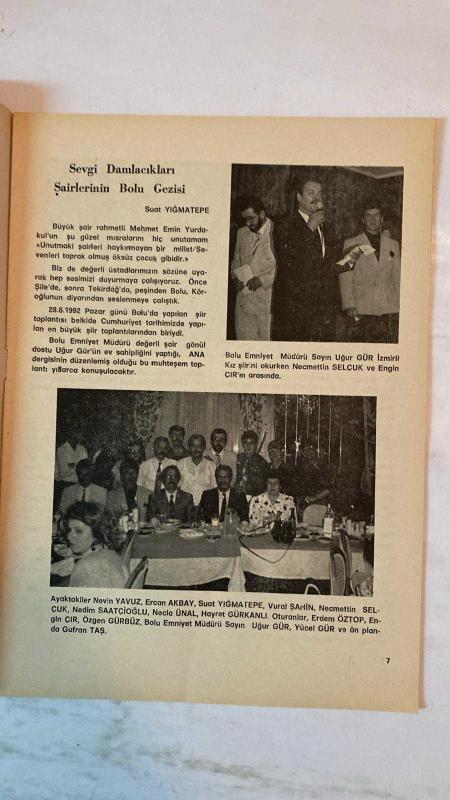 Sevgi Damlacıkları
Şairlerinin Bolu Gezisi
Suat YIĞMATEPE
Büyük şair rahmetli Mehmet Emin Yurda-
kul'un şu güzel mısralarını hiç unutamam
«Unutmaki şairleri haykırmayan bir millet/Se-
venleri toprak olmuş öksüz çocuk gibidir.»
Biz de değerli üstadlarımızın sözüne uya-
rak hep sesimizi duyurmaya çalışıyoruz. Önce
Şile'de, sonra Tekirdağ'da, peşinden Bolu, Kör-
oğlunun diyarından seslenmeye çalıştık.
28.6.1992 Pazar günü Bolu'da yapılan şiir
toplantısı belkide Cumhuriyet tarihimizde yapı-
lan en büyük şiir toplantılarından biriydi.
Bolu Emniyet Müdürü değerli şair gönül
dostu Uğur Gür'ün ev sahipliğini yaptığı, ANA
dergisinin düzenlemiş olduğu bu muhteşem top-
lantı yıllarca konuşulacaktır.
Bolu Emniyet Müdürü Sayın Uğur GÜR İzmirli
Kız şiirini okurken Necmettin SELÇUK ve Engin
ÇIR'ın arasında.
Ayaktakiler Nevin YAVUZ, Ercan AKBAY, Suat YIĞMATEPE, Vural ŞAHİN, Necmettin SEL-
ÇUK, Nedim SAATÇİOĞLU, Necla ÜNAL, Hayret GÜRKANLI Oturanlar, Erdem ÖZTOP, En-
gin ÇIR, Özgen GÜRBÜZ, Bolu Emniyet Müdürü Sayın Uğur GÜR, Yücel GÜR ve ön plan-
da Gufran TAŞ.
7